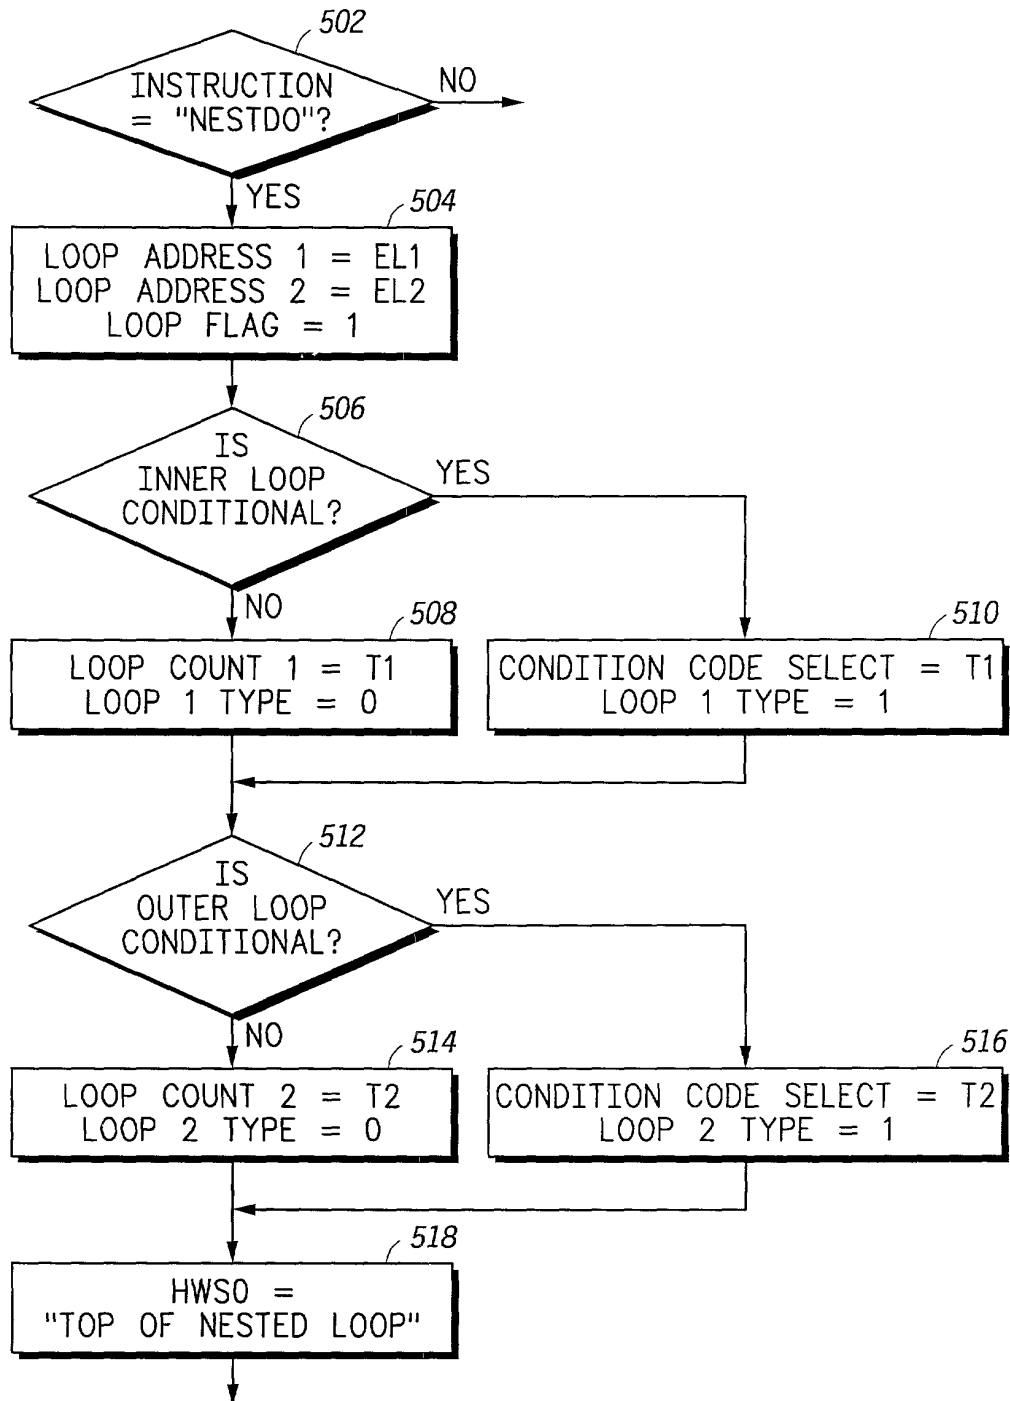 502
INSTRUCTION
= "NESTDO"?
NO
YES
504
LOOP ADDRESS 1 = EL1
LOOP ADDRESS 2 = EL2
LOOP FLAG = 1
506
IS
INNER LOOP
CONDITIONAL?
YES
NO
508
LOOP COUNT 1 = T1
LOOP 1 TYPE = 0
510
CONDITION CODE SELECT = T1
LOOP 1 TYPE = 1
512
IS
OUTER LOOP
CONDITIONAL?
YES
NO
514
LOOP COUNT 2 = T2
LOOP 2 TYPE = 0
516
CONDITION CODE SELECT = T2
LOOP 2 TYPE = 1
518
HWS0 =
"TOP OF NESTED LOOP"